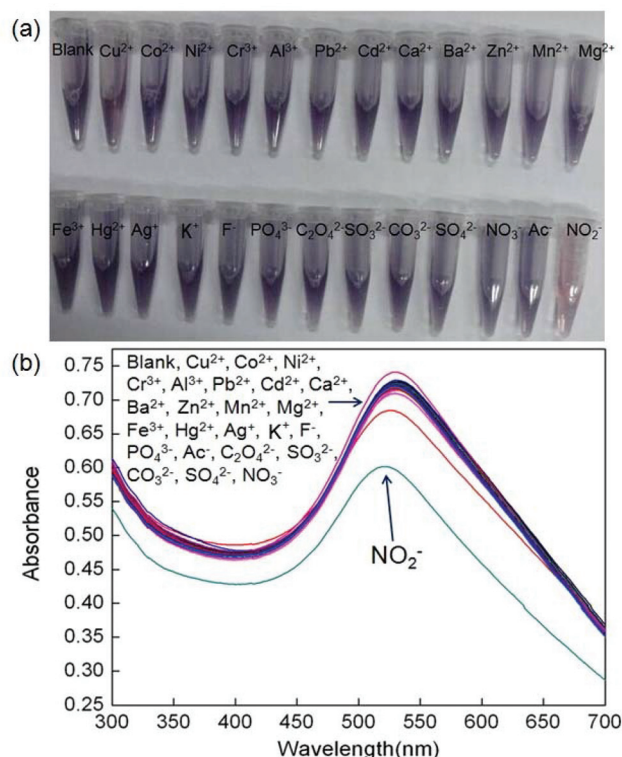 (a)
Blank Cu²⁺ Co²⁺ Ni²⁺ Cr³⁺ Al³⁺ Pb²⁺ Cd²⁺ Ca²⁺ Ba²⁺ Zn²⁺ Mn²⁺ Mg²⁺
Fe³⁺ Hg²⁺ Ag⁺ K⁺ F⁻ PO₄³⁻ C₂O₄²⁻ SO₃²⁻ CO₃²⁻ SO₄²⁻ NO₃⁻ Ac⁻ NO₂⁻
(b)
0.75
0.70
0.65
0.60
0.55
0.50
0.45
0.40
0.35
0.30
0.25
Absorbance
Blank, Cu²⁺, Co²⁺, Ni²⁺,
Cr³⁺, Al³⁺, Pb²⁺, Cd²⁺, Ca²⁺,
Ba²⁺, Zn²⁺, Mn²⁺, Mg²⁺,
Fe³⁺, Hg²⁺, Ag⁺, K⁺, F⁻,
PO₄³⁻, Ac⁻, C₂O₄²⁻, SO₃²⁻,
CO₃²⁻, SO₄²⁻, NO₃⁻
NO₂⁻
300 350 400 450 500 550 600 650 700
Wavelength(nm)